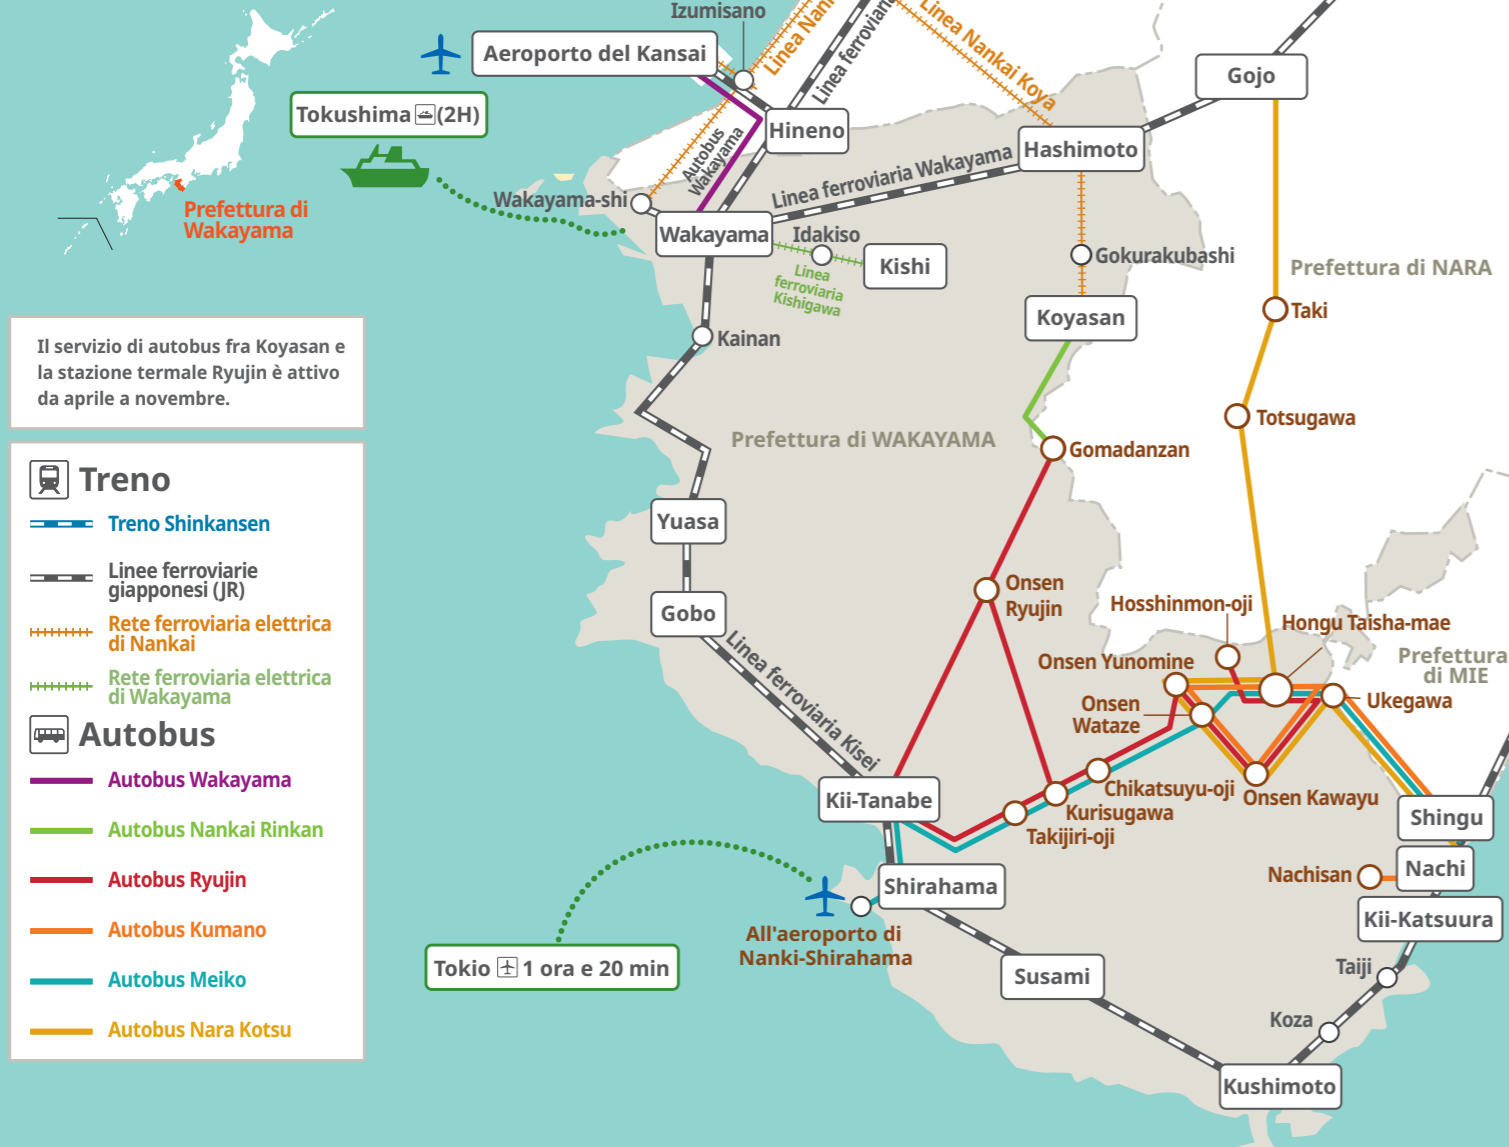 Izumisano
Aeroporto del Kansai
Linea Nan
Linea ferroviaria
Linea Nankai Koya
Gojo
Tokushima (2H)
Hineno
Hashimoto
Autobus
Wakayama
Linea ferroviaria Wakayama
Wakayama-shi
Prefettura di
Wakayama
Wakayama
Idakiso
Kishi
Linea
ferroviaria
Kishigawa
Gokurakubashi
Prefettura di NARA
Koyasan
Taki
Kainan
Il servizio di autobus fra Koyasan e
la stazione termale Ryujin è attivo
da aprile a novembre.
Totsugawa
Prefettura di WAKAYAMA
Gomadanzan
Treno
Treno Shinkansen
Linee ferroviarie
giapponesi (JR)
Rete ferroviaria elettrica
di Nankai
Rete ferroviaria elettrica
di Wakayama
Autobus
Autobus Wakayama
Autobus Nankai Rinkan
Autobus Ryujin
Autobus Kumano
Autobus Meiko
Autobus Nara Kotsu
Yuasa
Gobo
Linea ferroviaria Kisei
Onsen
Ryujin
Hosshinmon-oji
Hongu Taisha-mae
Onsen Yunomine
Prefettura
di MIE
Onsen
Wataze
Ukegawa
Chikatsuyu-oji
Onsen Kawayu
Kurisugawa
Takijiri-oji
Kii-Tanabe
Shingu
Nachi
Nachisan
Shirahama
Kii-Katsuura
All'aeroporto di
Nanki-Shirahama
Tokio 1 ora e 20 min
Susami
Taiji
Koza
Kushimoto